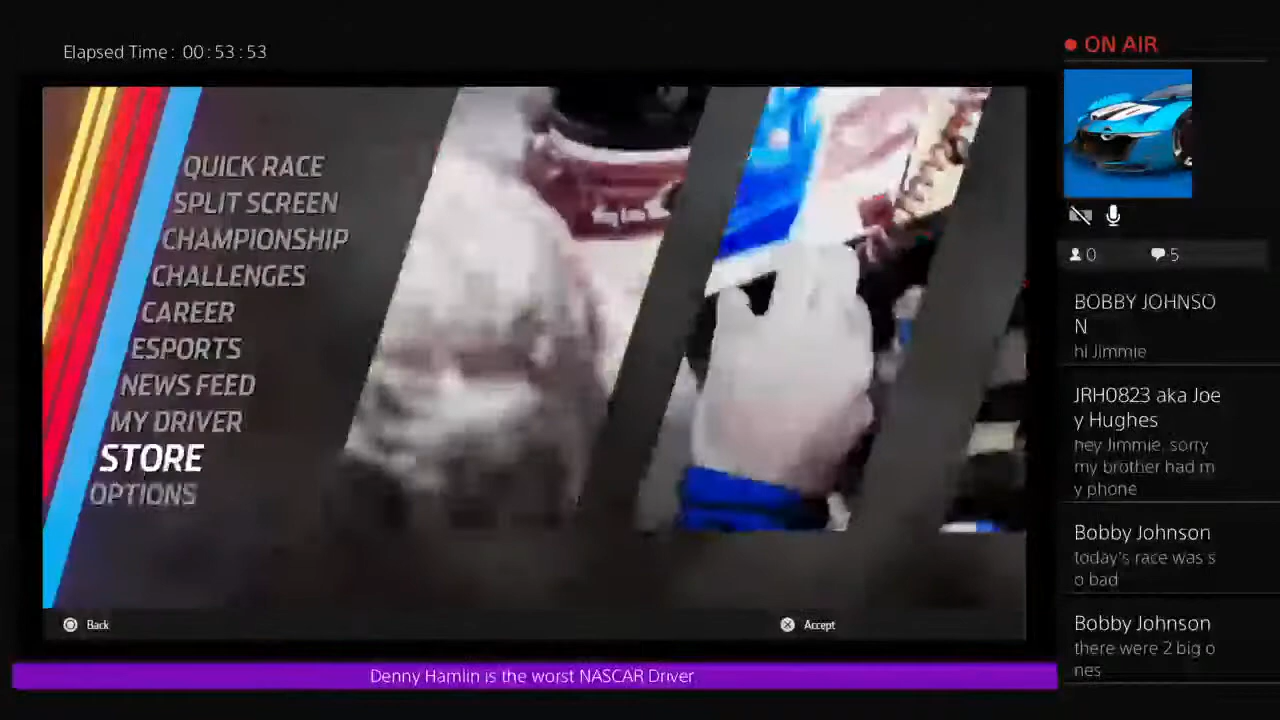 Elapsed Time: 00:53:53
ON AIR
QUICK RACE
SPLIT SCREEN
CHAMPIONSHIP
CHALLENGES
CAREER
ESPORTS
NEWS FEED
MY DRIVER
STORE
OPTIONS
Back
Accept
0
5
BOBBY JOHNSO
N
hi Jimmie
JRH0823 aka Joe
y Hughes
hey Jimmie, sorry
my brother had m
y phone
Bobby Johnson
today's race was s
o bad
Bobby Johnson
there were 2 big o
nes
Denny Hamlin is the worst NASCAR Driver